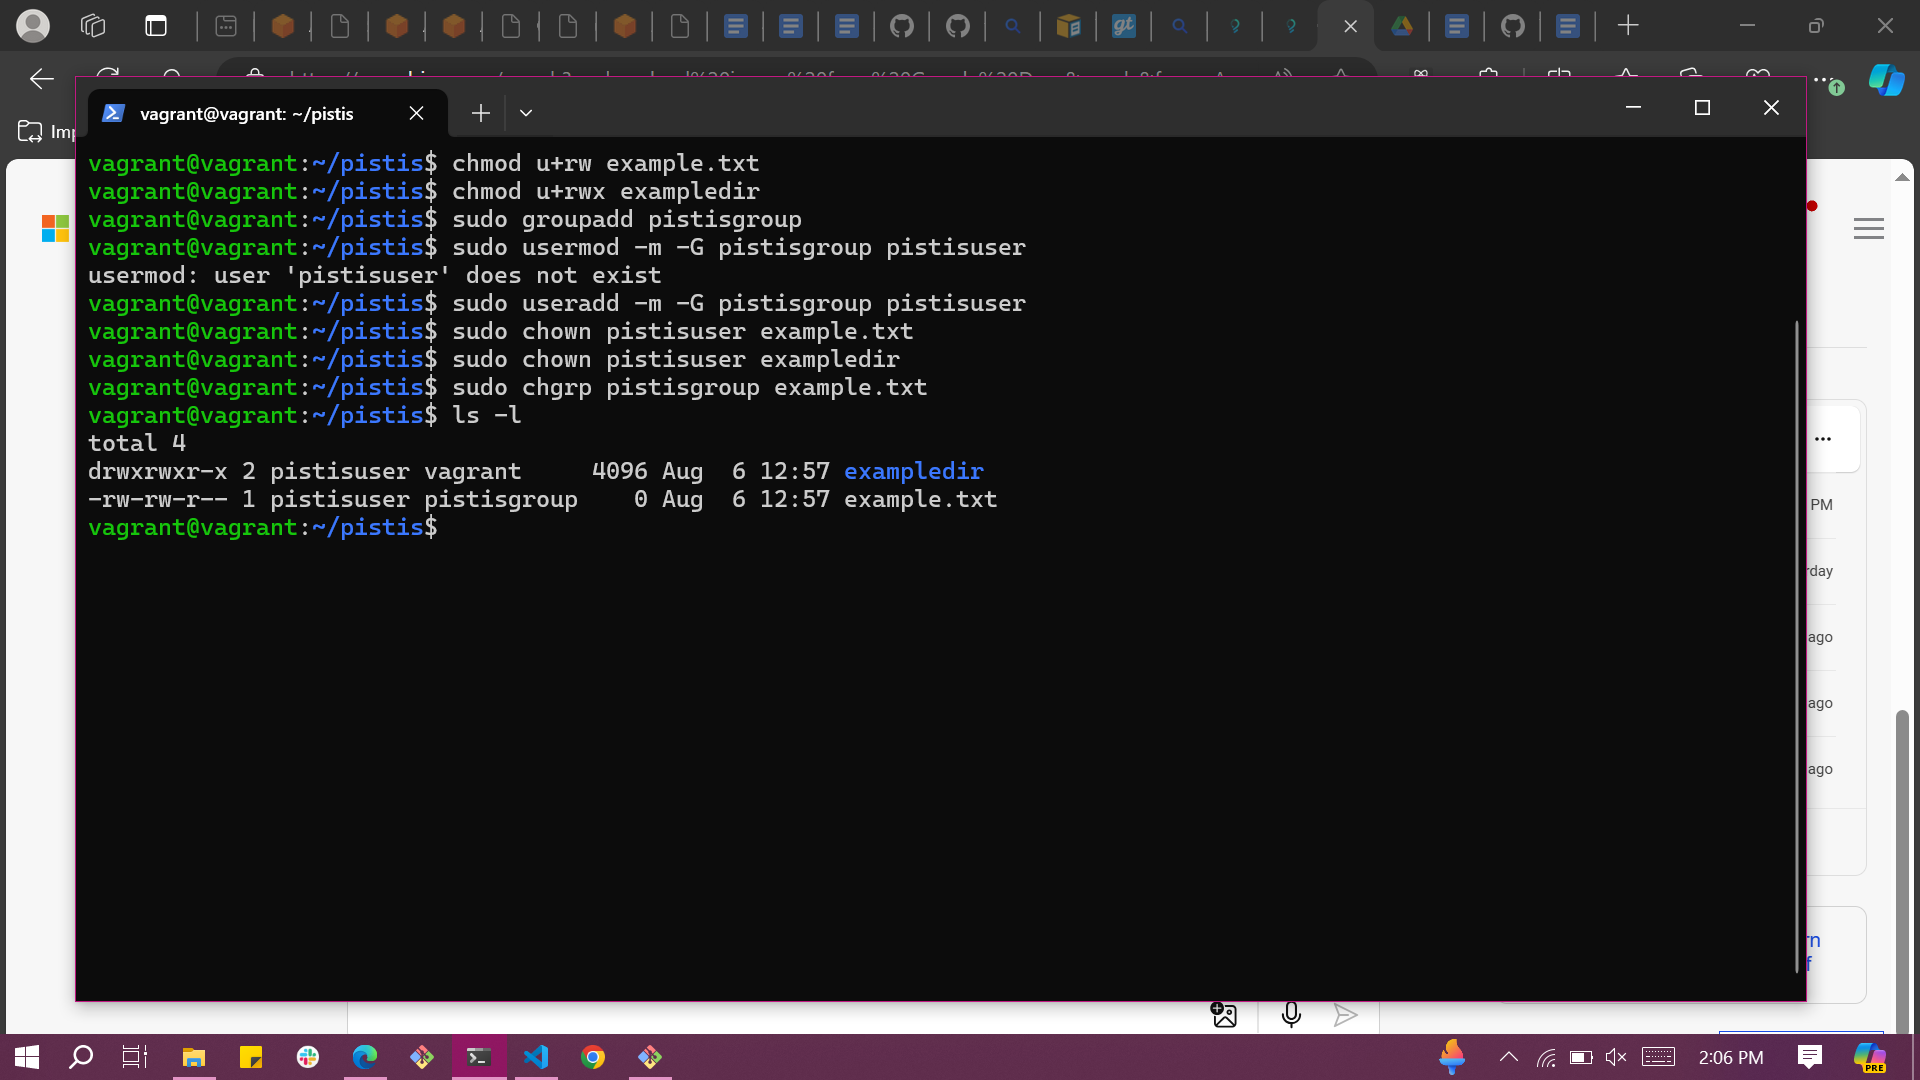 Imp
vagrant@vagrant: ~/pistis
vagrant@vagrant:~/pistis$ chmod u+rw example.txt
vagrant@vagrant:~/pistis$ chmod u+rwx exampledir
vagrant@vagrant:~/pistis$ sudo groupadd pistisgroup
vagrant@vagrant:~/pistis$ sudo usermod -m -G pistisgroup pistisuser
usermod: user 'pistisuser' does not exist
vagrant@vagrant:~/pistis$ sudo useradd -m -G pistisgroup pistisuser
vagrant@vagrant:~/pistis$ sudo chown pistisuser example.txt
vagrant@vagrant:~/pistis$ sudo chown pistisuser exampledir
vagrant@vagrant:~/pistis$ sudo chgrp pistisgroup example.txt
vagrant@vagrant:~/pistis$ ls -l
total 4
drwxrwxr-x 2 pistisuser vagrant     4096 Aug  6 12:57 exampledir
-rw-rw-r-- 1 pistisuser pistisgroup    0 Aug  6 12:57 example.txt
vagrant@vagrant:~/pistis$
PM
rday
ago
ago
ago
rn
f
2:06 PM
PRE